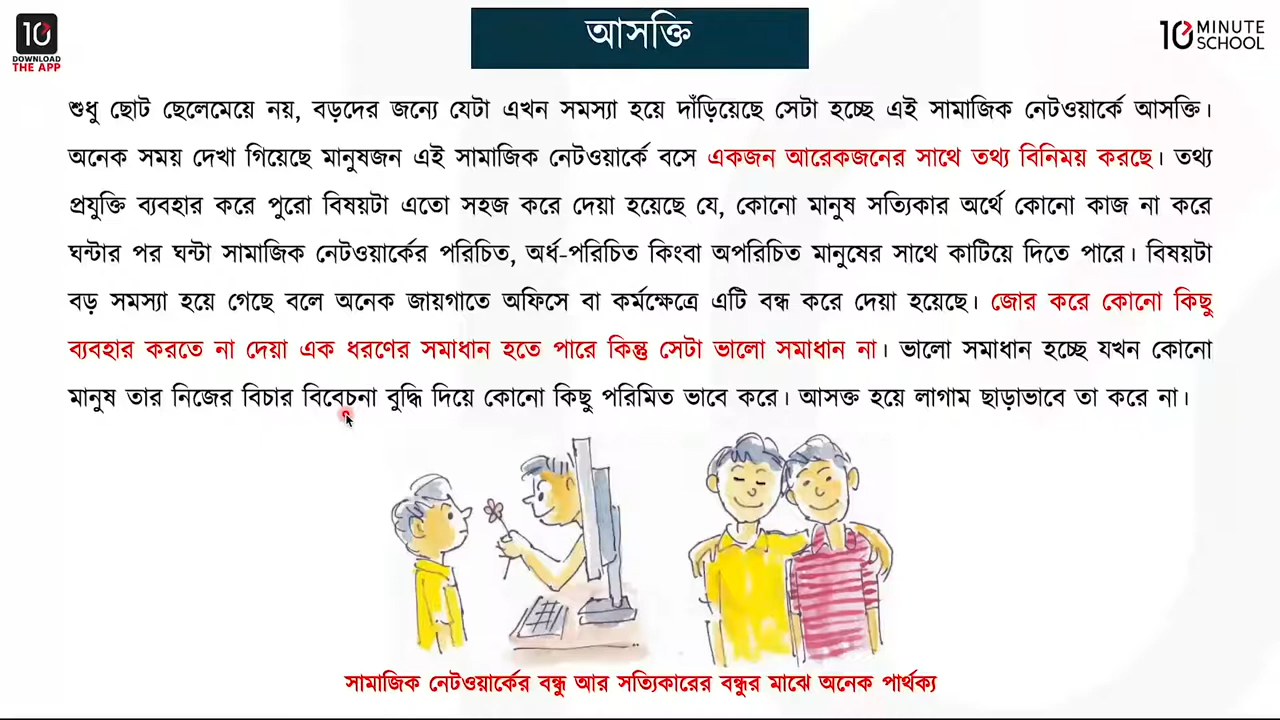 10
DOWNLOAD
THE APP
আসক্তি
10 MINUTE
SCHOOL
শুধু ছোট ছেলেমেয়ে নয়, বড়দের জন্যে যেটা এখন সমস্যা হয়ে দাঁড়িয়েছে সেটা হচ্ছে এই সামাজিক নেটওয়ার্কে আসক্তি।
অনেক সময় দেখা গিয়েছে মানুষজন এই সামাজিক নেটওয়ার্কে বসে একজন আরেকজনের সাথে তথ্য বিনিময় করছে। তথ্য
প্রযুক্তি ব্যবহার করে পুরো বিষয়টা এতো সহজ করে দেয়া হয়েছে যে, কোনো মানুষ সত্যিকার অর্থে কোনো কাজ না করে
ঘন্টার পর ঘন্টা সামাজিক নেটওয়ার্কের পরিচিত, অর্ধ-পরিচিত কিংবা অপরিচিত মানুষের সাথে কাটিয়ে দিতে পারে। বিষয়টা
বড় সমস্যা হয়ে গেছে বলে অনেক জায়গাতে অফিসে বা কর্মক্ষেত্রে এটি বন্ধ করে দেয়া হয়েছে। জোর করে কোনো কিছু
ব্যবহার করতে না দেয়া এক ধরণের সমাধান হতে পারে কিন্তু সেটা ভালো সমাধান না। ভালো সমাধান হচ্ছে যখন কোনো
মানুষ তার নিজের বিচার বিবেচনা বুদ্ধি দিয়ে কোনো কিছু পরিমিত ভাবে করে। আসক্ত হয়ে লাগাম ছাড়াভাবে তা করে না।
সামাজিক নেটওয়ার্কের বন্ধু আর সত্যিকারের বন্ধুর মাঝে অনেক পার্থক্য